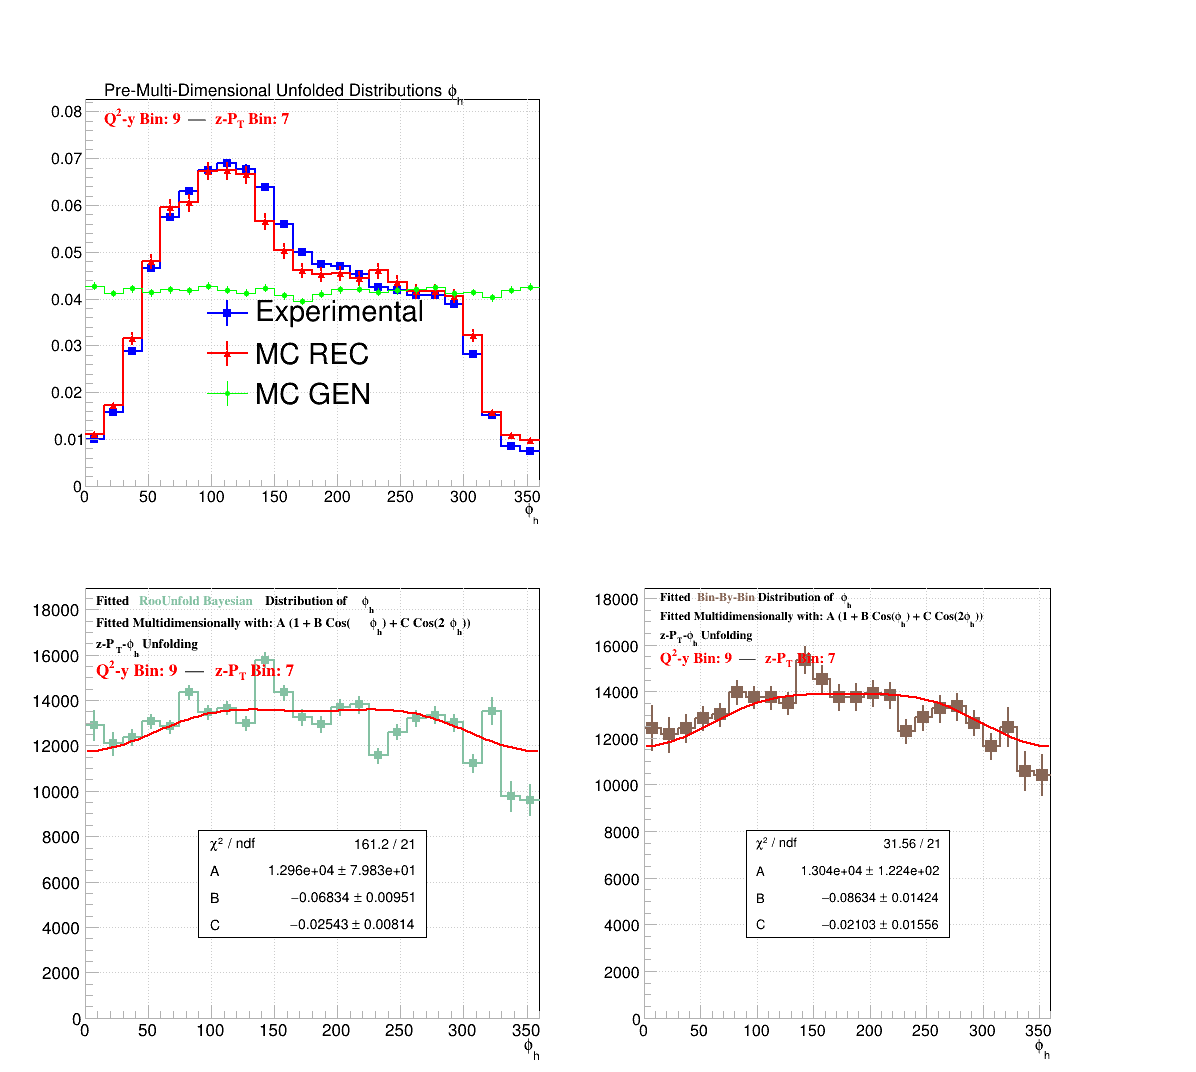 Pre-Multi-Dimensional Unfolded Distributions ϕh
Q2-y Bin: 9 — z-PT Bin: 7
0.08
0.07
0.06
0.05
0.04
0.03
0.02
0.01
0
Experimental
MC REC
MC GEN
0 50 100 150 200 250 300 350
ϕh
Fitted RooUnfold Bayesian Distribution of ϕh
Fitted Multidimensionally with: A (1 + B Cos( ϕh) + C Cos(2 ϕh))
z-PT-ϕh Unfolding
Q2-y Bin: 9 — z-PT Bin: 7
18000
16000
14000
12000
10000
8000
6000
4000
2000
0
χ2 / ndf 161.2 / 21
A 1.296e+04 ± 7.983e+01
B −0.06834 ± 0.00951
C −0.02543 ± 0.00814
0 50 100 150 200 250 300 350
ϕh
Fitted Bin-By-Bin Distribution of ϕh
Fitted Multidimensionally with: A (1 + B Cos(ϕh) + C Cos(2ϕh))
z-PT-ϕh Unfolding
Q2-y Bin: 9 — z-PT Bin: 7
18000
16000
14000
12000
10000
8000
6000
4000
2000
0
χ2 / ndf 31.56 / 21
A 1.304e+04 ± 1.224e+02
B −0.08634 ± 0.01424
C −0.02103 ± 0.01556
0 50 100 150 200 250 300 350
ϕh